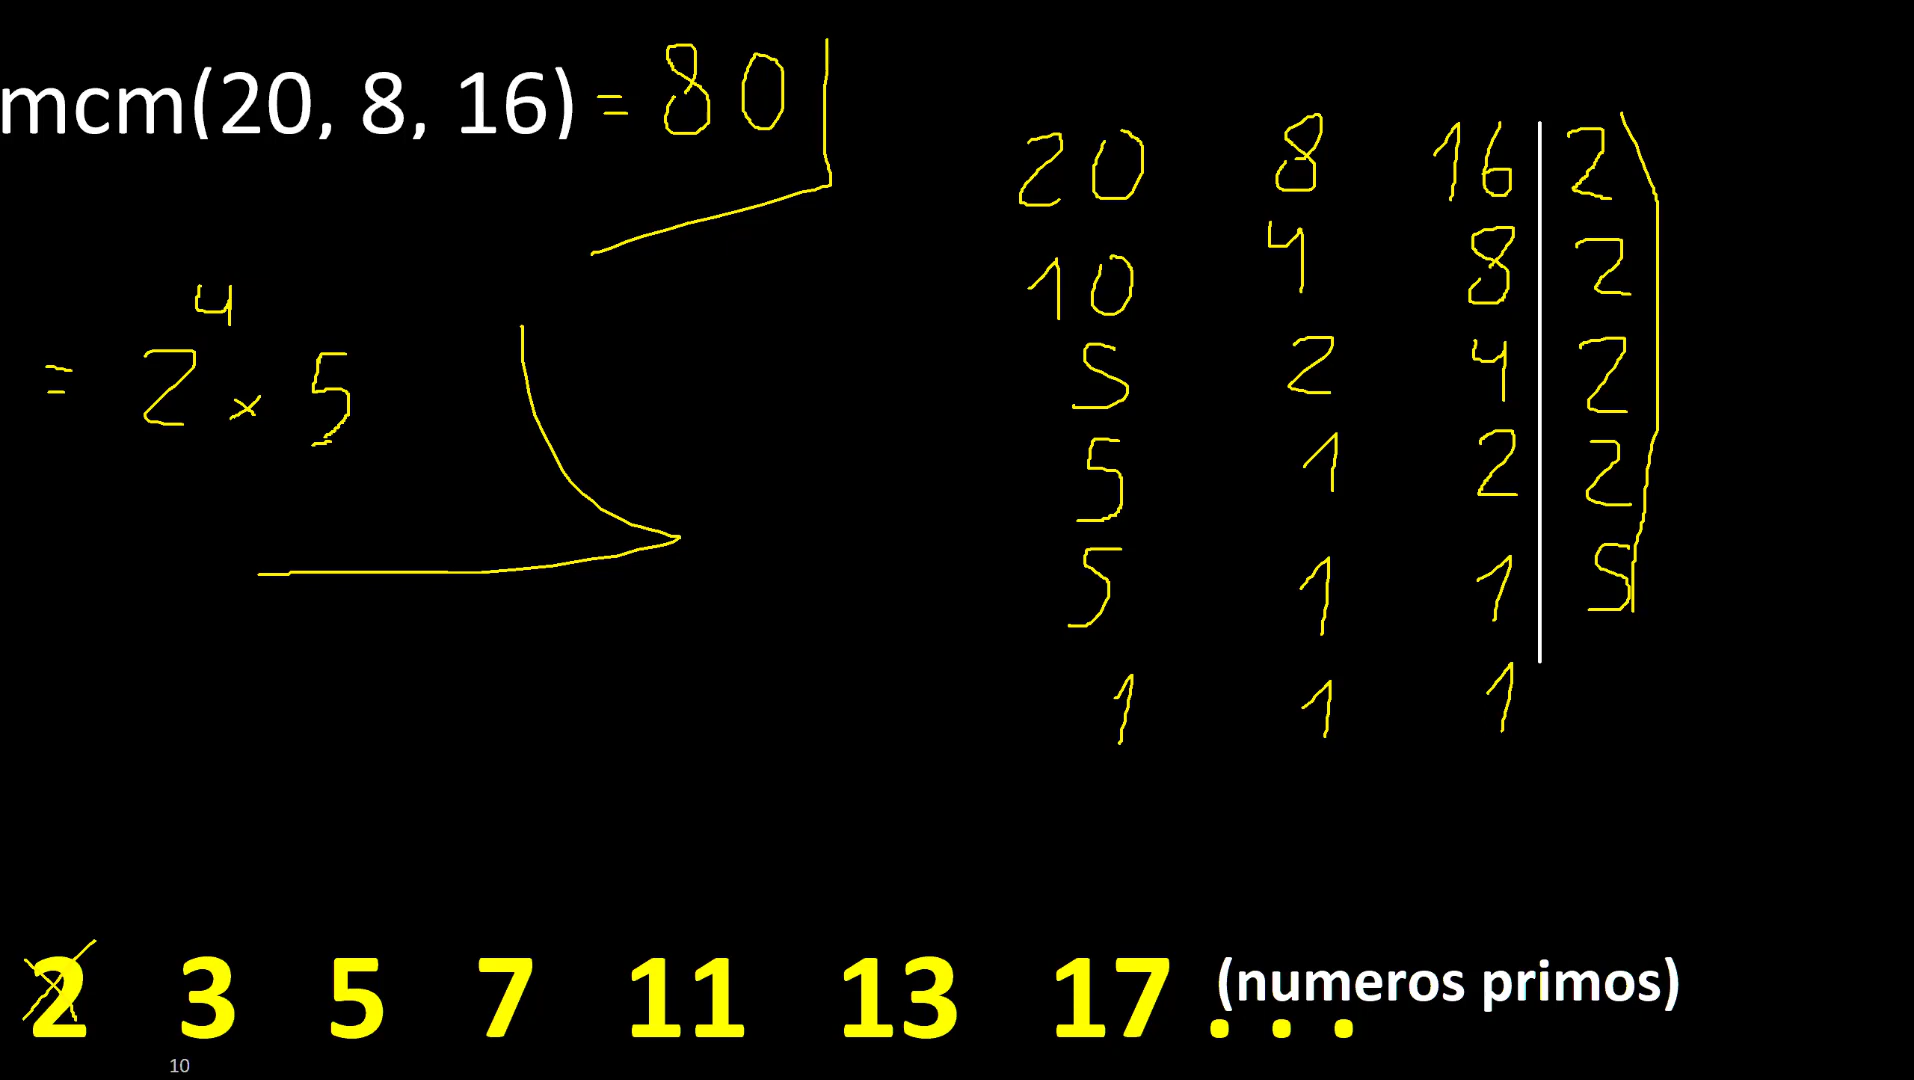 mcm(20, 8, 16) = 80
= 2⁴ × 5
20 8 16 2
10 4 8 2
5 2 4 2
5 1 2 2
5 1 1 5
1 1 1
2 3 5 7 11 13 17 . . . (numeros primos)
10